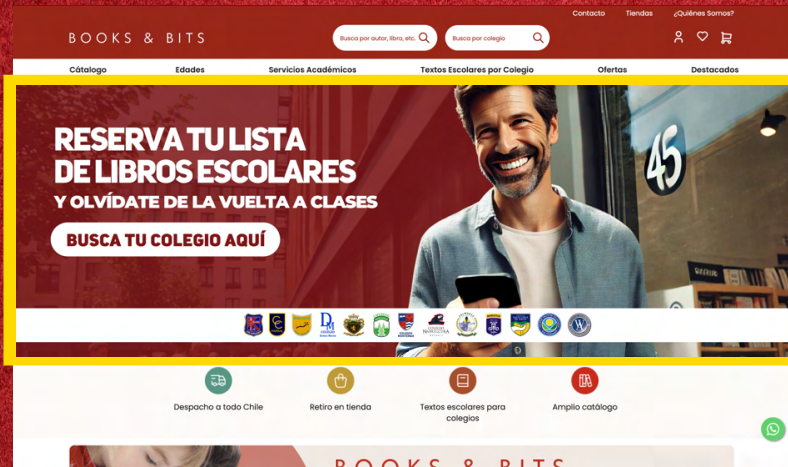 Contacto Tiendas ¿Quiénes Somos?
BOOKS & BITS
Busca por autor, libro, etc.
Busca por colegio
Cátalogo Edades Servicios Académicos Textos Escolares por Colegio Ofertas Destacados
RESERVA TU LISTA
DE LIBROS ESCOLARES
Y OLVÍDATE DE LA VUELTA A CLASES
BUSCA TU COLEGIO AQUÍ
45
Despacho a todo Chile
Retiro en tienda
Textos escolares para
colegios
Amplio catálogo
BOOKS & BITS